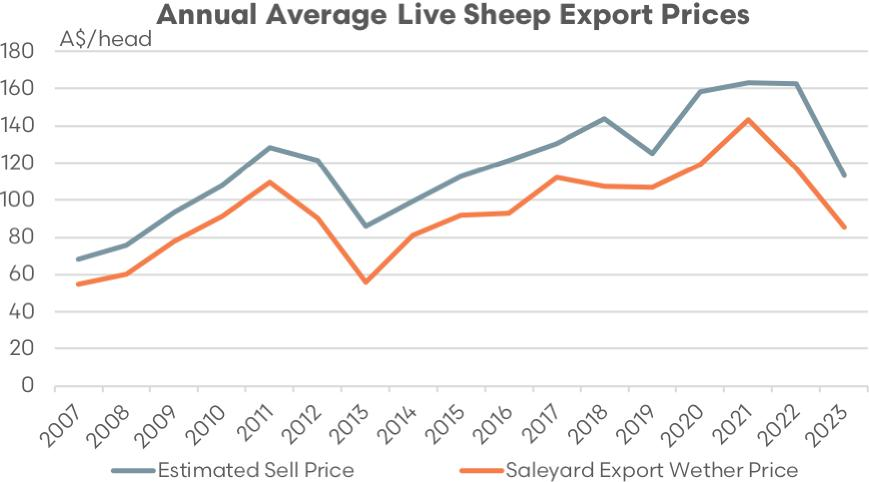 Annual Average Live Sheep Export Prices
A$/head
180
160
140
120
100
80
60
40
20
0
2007 2008 2009 2010 2011 2012 2013 2014 2015 2016 2017 2018 2019 2020 2021 2022 2023
Estimated Sell Price Saleyard Export Wether Price